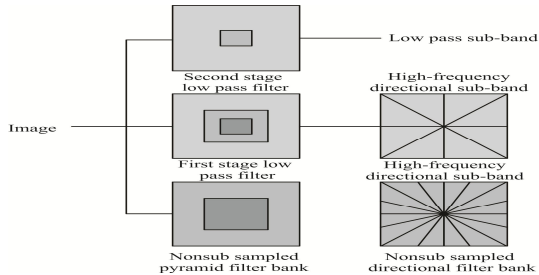 Low pass sub-band
Second stage
low pass filter
High-frequency
directional sub-band
Image
First stage low
pass filter
High-frequency
directional sub-band
Nonsub sampled
pyramid filter bank
Nonsub sampled
directional filter bank